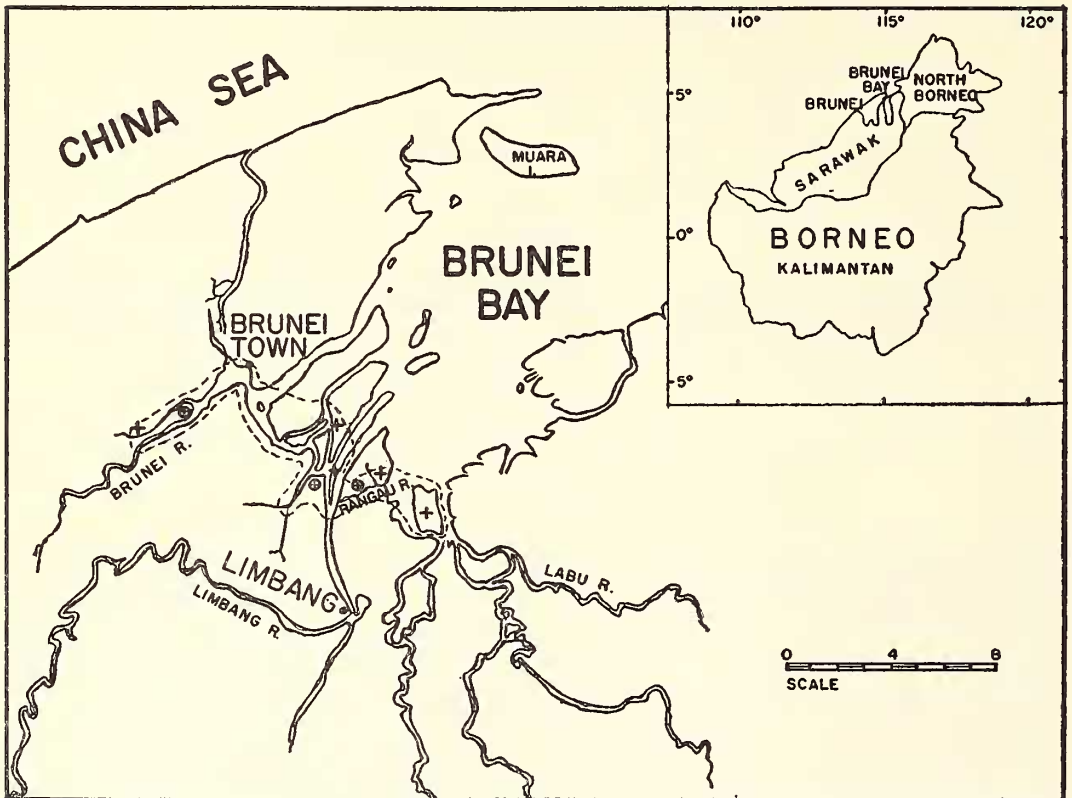 CHINA SEA
MUARA
BRUNEI
BAY
BRUNEI
TOWN
BRUNEI R.
RANGAU R.
LIMBANG
LIMBANG R.
LABU R.
0 4 8
SCALE
110° 115° 120°
5°
0°
5°
BRUNEI
BAY
NORTH
BORNEO
BRUNEI
SARAWAK
BORNEO
KALIMANTAN